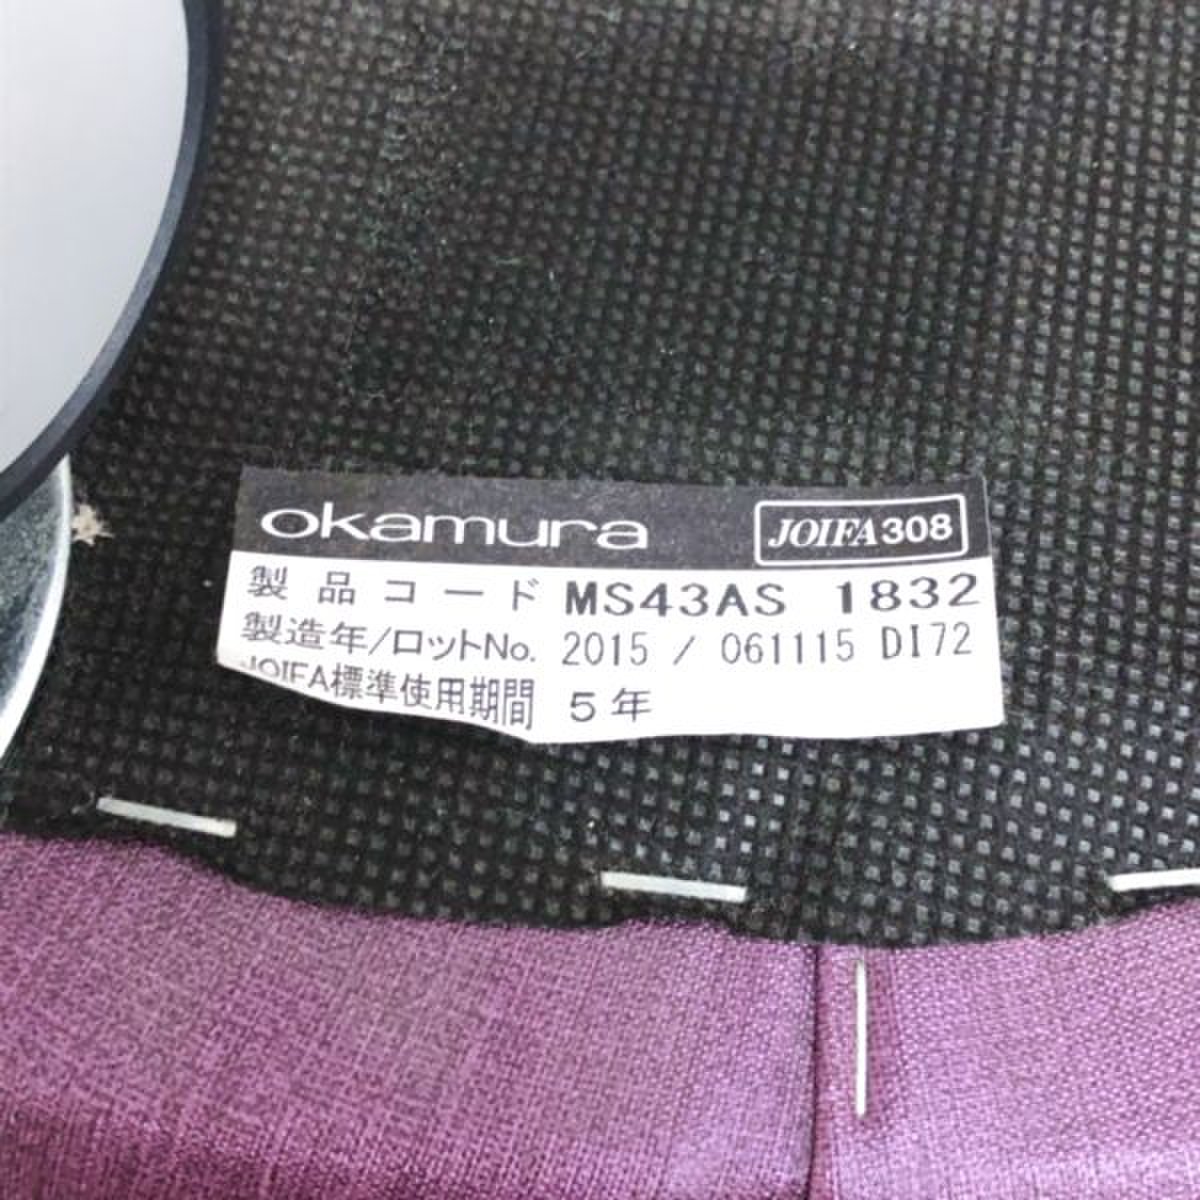 okamura JOIFA308
製品コード MS43AS 1832
製造年/ロットNo. 2015 / 061115 DI72
JOIFA標準使用期間 5年